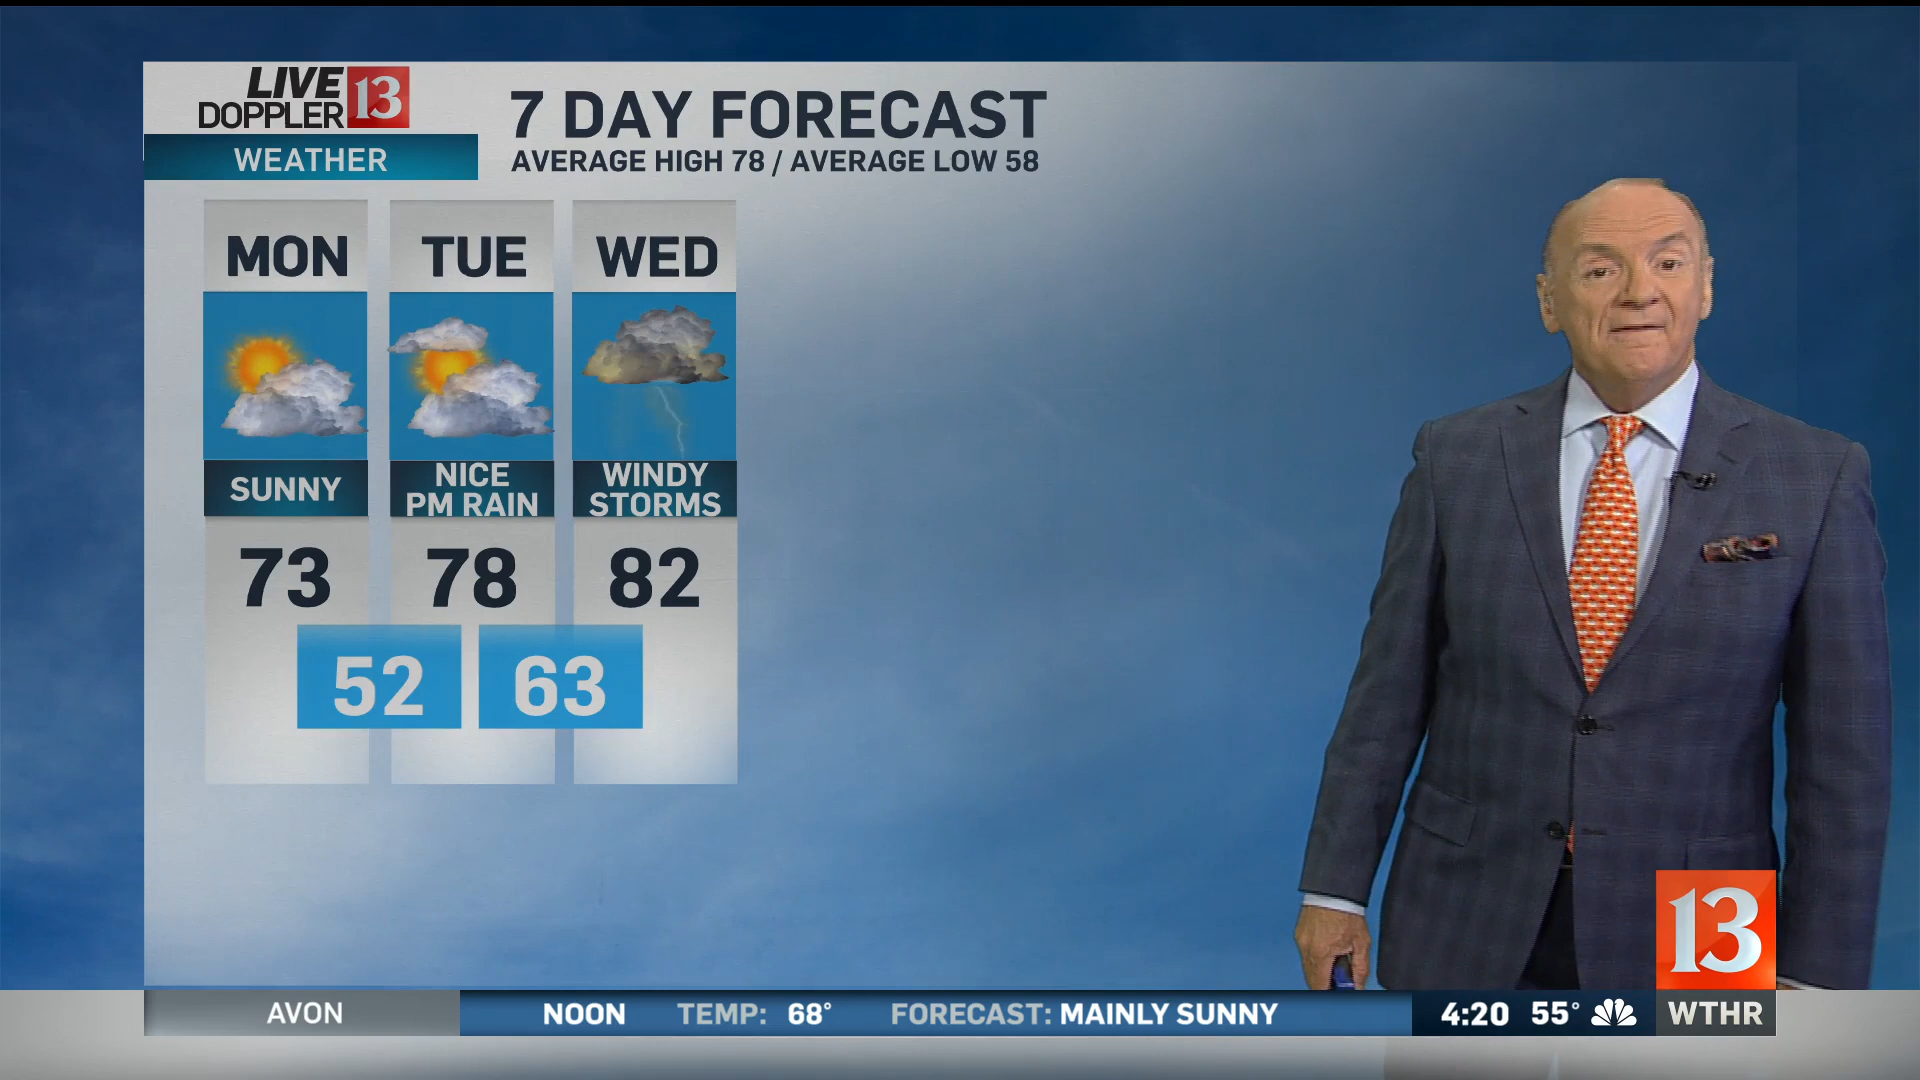 LIVE
DOPPLER 13
WEATHER
7 DAY FORECAST
AVERAGE HIGH 78 / AVERAGE LOW 58
MON TUE WED
SUNNY
NICE
PM RAIN
WINDY
STORMS
73 78 82
52 63
13
AVON NOON TEMP: 68° FORECAST: MAINLY SUNNY 4:20 55° WTHR